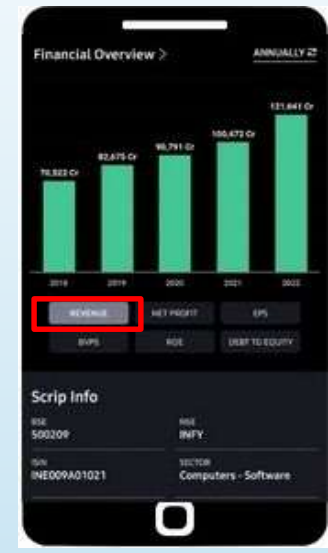 Financial Overview >
ANNUALLY
121,641 Cr
100,472 Cr
90,791 Cr
82,675 Cr
70,522 Cr
2018 2019 2020 2021 2022
REVENUE NET PROFIT EPS
BVPS ROE DEBT TO EQUITY
Scrip Info
BSE NSE
500209 INFY
ISIN SECTOR
INE009A01021 Computers - Software